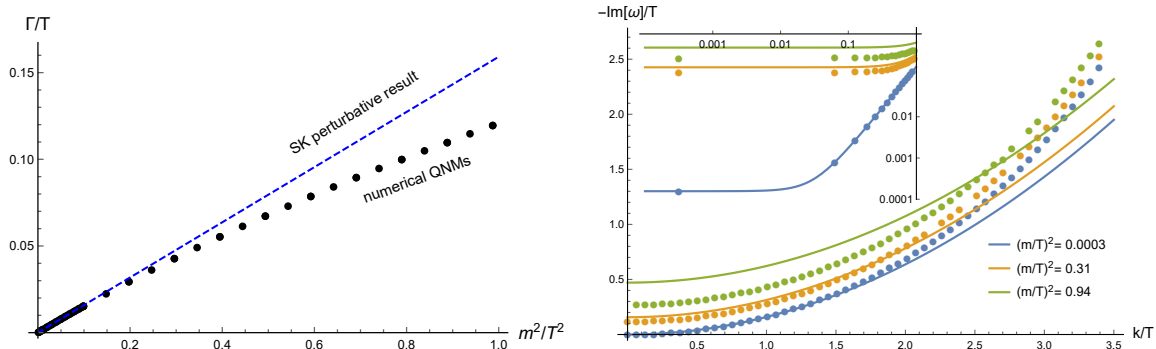 Γ/T
0.15
0.10
0.05
SK perturbative result
numerical QNMs
0.2 0.4 0.6 0.8 1.0
m²/T²
-Im[ω]/T
2.5
2.0
1.5
1.0
0.5
0.001 0.01 0.1
0.01
0.001
0.0001
(m/T)²= 0.0003
(m/T)²= 0.31
(m/T)²= 0.94
0.5 1.0 1.5 2.0 2.5 3.0 3.5
k/T